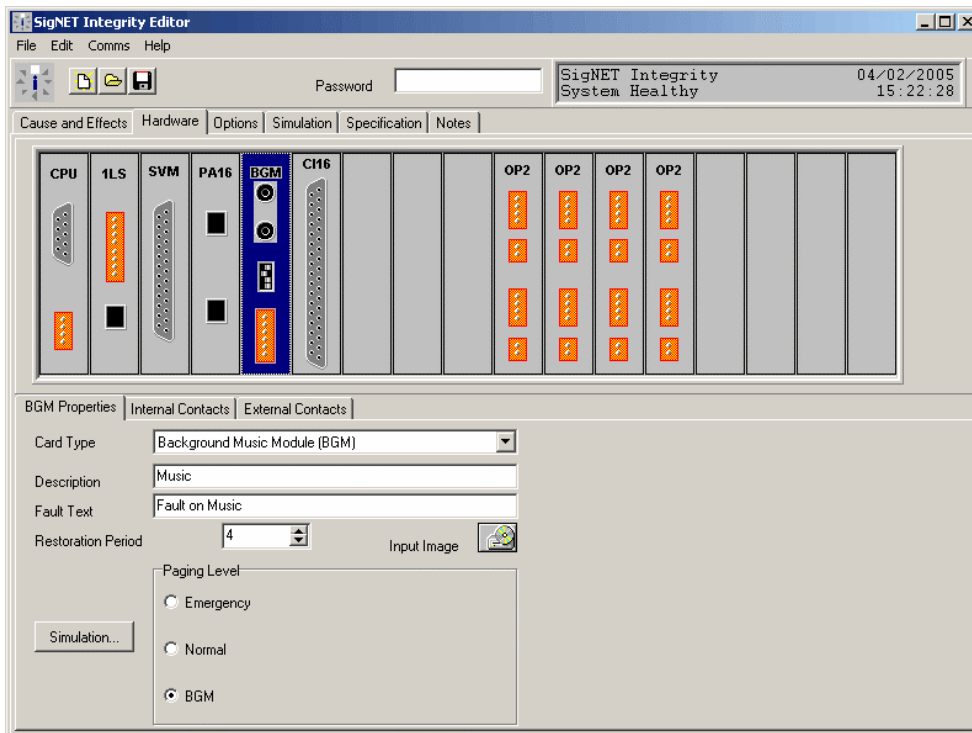 SigNET Integrity Editor
File Edit Comms Help
Password
SigNET Integrity 04/02/2005
System Healthy 15:22:28
Cause and Effects Hardware Options Simulation Specification Notes
CPU 1LS SVM PA16 BGM CI16 OP2 OP2 OP2 OP2
BGM Properties Internal Contacts External Contacts
Card Type Background Music Module (BGM)
Description Music
Fault Text Fault on Music
Restoration Period 4 Input Image
Paging Level
Emergency
Simulation... Normal
BGM